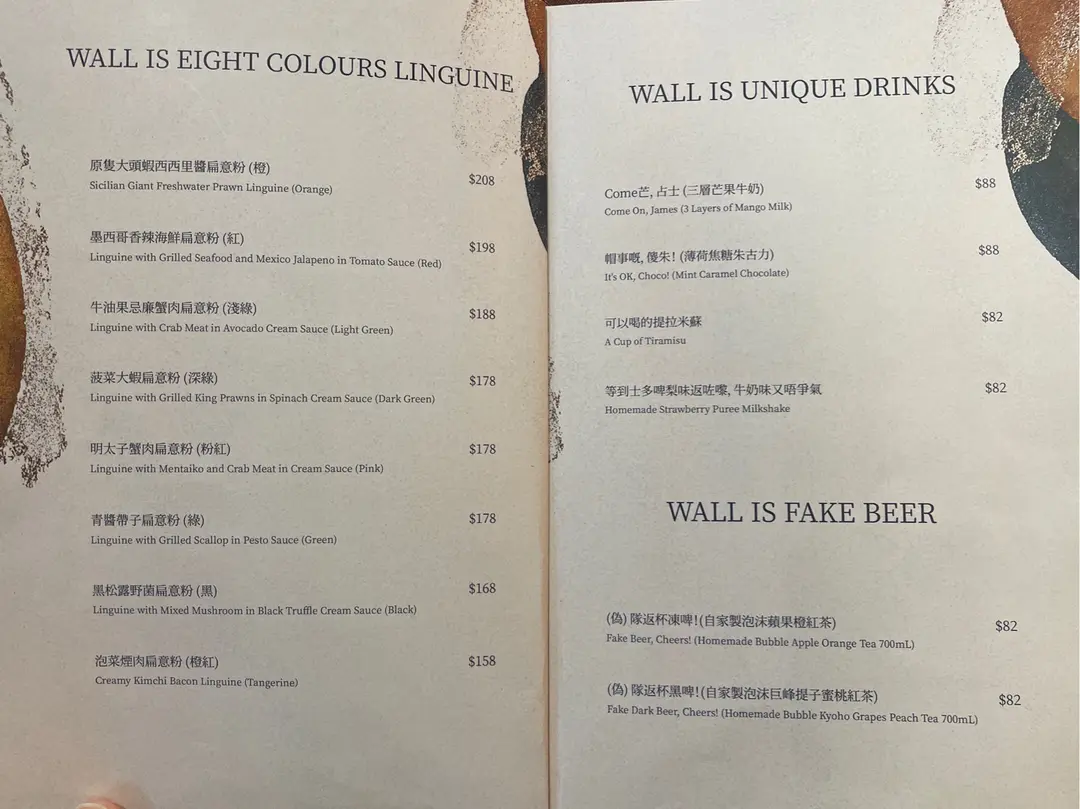 WALL IS EIGHT COLOURS LINGUINE
原隻大頭蝦西西里醬扁意粉 (橙)
Sicilian Giant Freshwater Prawn Linguine (Orange)
$208
墨西哥香辣海鮮扁意粉 (紅)
Linguine with Grilled Seafood and Mexico Jalapeno in Tomato Sauce (Red)
$198
牛油果忌廉蟹肉扁意粉 (淺綠)
Linguine with Crab Meat in Avocado Cream Sauce (Light Green)
$188
菠菜大蝦扁意粉 (深綠)
Linguine with Grilled King Prawns in Spinach Cream Sauce (Dark Green)
$178
明太子蟹肉扁意粉 (粉紅)
Linguine with Mentaiko and Crab Meat in Cream Sauce (Pink)
$178
青醬帶子扁意粉 (綠)
Linguine with Grilled Scallop in Pesto Sauce (Green)
$178
黑松露野菌扁意粉 (黑)
Linguine with Mixed Mushroom in Black Truffle Cream Sauce (Black)
$168
泡菜煙肉扁意粉 (橙紅)
Creamy Kimchi Bacon Linguine (Tangerine)
$158
WALL IS UNIQUE DRINKS
Come芒, 占士 (三層芒果牛奶)
Come On, James (3 Layers of Mango Milk)
$88
帽事嘅, 傻朱! (薄荷焦糖朱古力)
It's OK, Choco! (Mint Caramel Chocolate)
$88
可以喝的提拉米蘇
A Cup of Tiramisu
$82
等到士多啤梨味返咗嚟, 牛奶味又唔爭氣
Homemade Strawberry Puree Milkshake
$82
WALL IS FAKE BEER
(偽) 隊返杯凍啤! (自家製泡沫蘋果橙紅茶)
Fake Beer, Cheers! (Homemade Bubble Apple Orange Tea 700mL)
$82
(偽) 隊返杯黑啤! (自家製泡沫巨峰提子蜜桃紅茶)
Fake Dark Beer, Cheers! (Homemade Bubble Kyoho Grapes Peach Tea 700mL)
$82